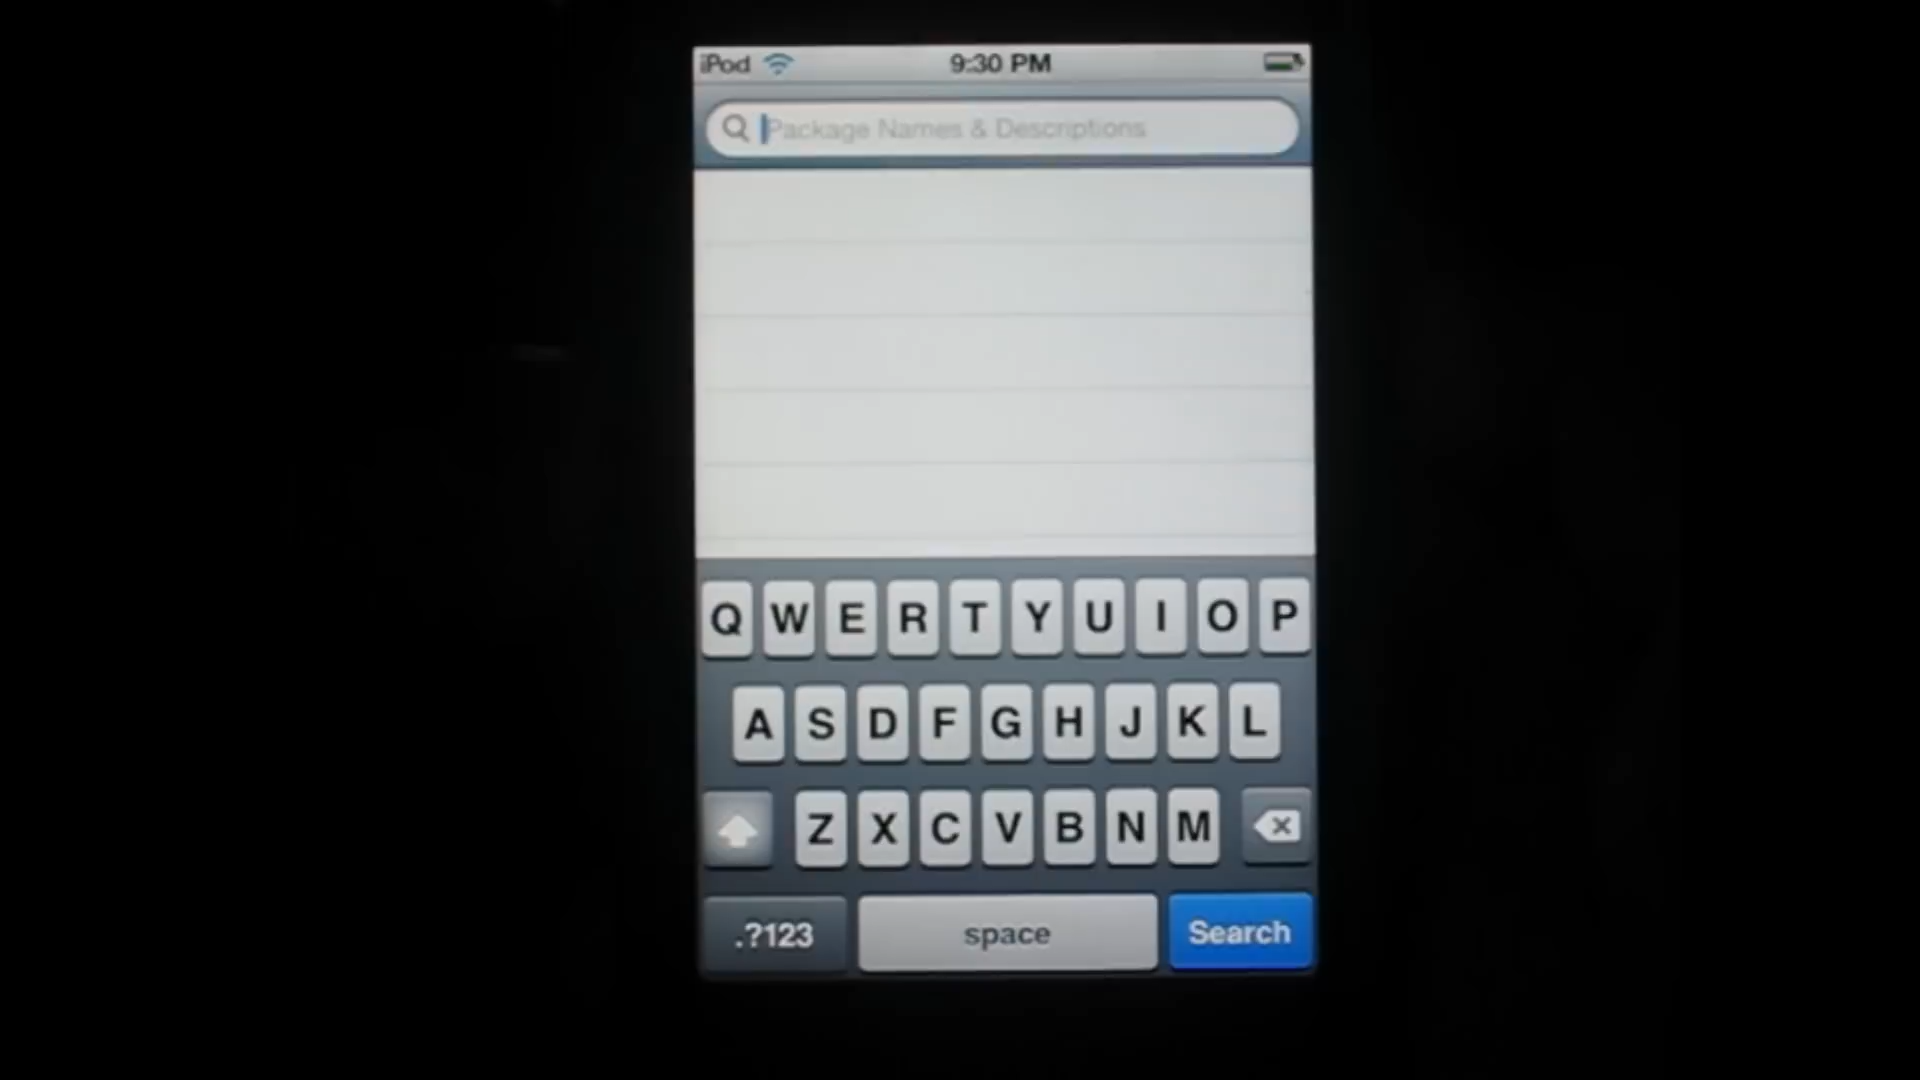 iPod 9:30 PM
Package Names & Descriptions
Q W E R T Y U I O P
A S D F G H J K L
Z X C V B N M
.?123 space Search